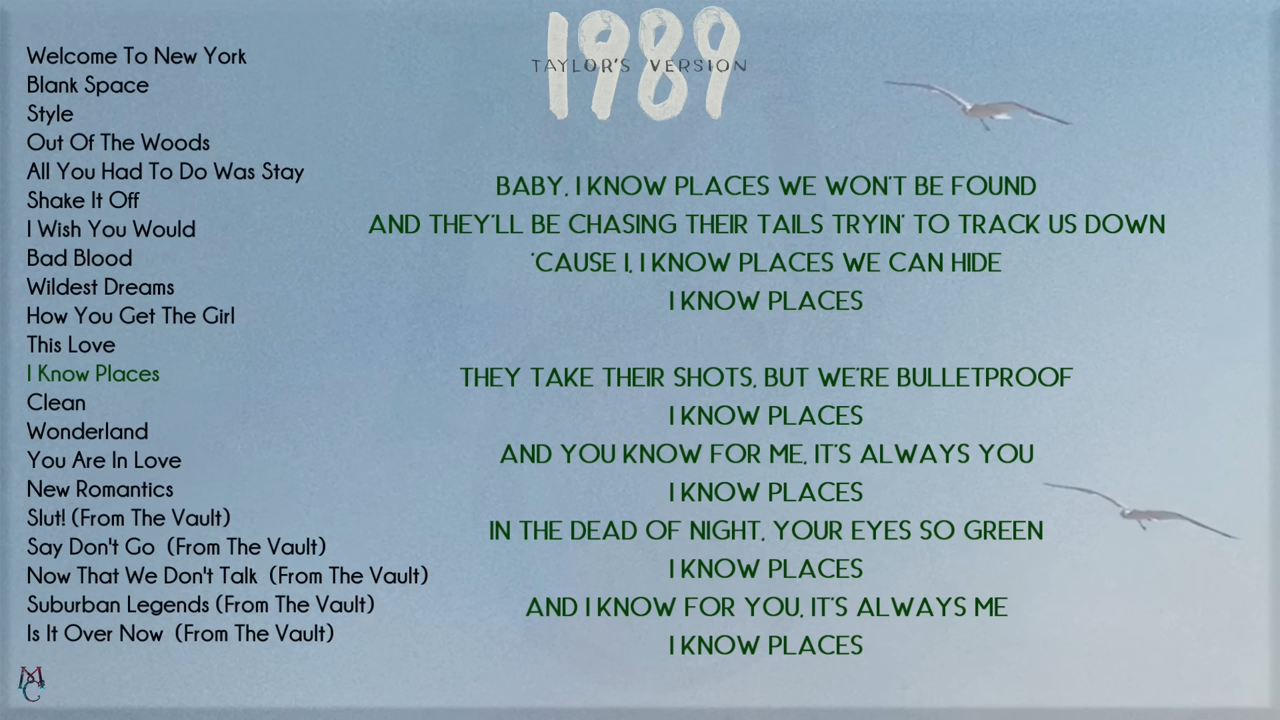 1989
TAYLOR'S VERSION
Welcome To New York
Blank Space
Style
Out Of The Woods
All You Had To Do Was Stay
Shake It Off
I Wish You Would
Bad Blood
Wildest Dreams
How You Get The Girl
This Love
I Know Places
Clean
Wonderland
You Are In Love
New Romantics
Slut! (From The Vault)
Say Don't Go (From The Vault)
Now That We Don't Talk (From The Vault)
Suburban Legends (From The Vault)
Is It Over Now (From The Vault)
BABY, I KNOW PLACES WE WON'T BE FOUND
AND THEY'LL BE CHASING THEIR TAILS TRYIN' TO TRACK US DOWN
'CAUSE I, I KNOW PLACES WE CAN HIDE
I KNOW PLACES
THEY TAKE THEIR SHOTS, BUT WE'RE BULLETPROOF
I KNOW PLACES
AND YOU KNOW FOR ME, IT'S ALWAYS YOU
I KNOW PLACES
IN THE DEAD OF NIGHT, YOUR EYES SO GREEN
I KNOW PLACES
AND I KNOW FOR YOU, IT'S ALWAYS ME
I KNOW PLACES